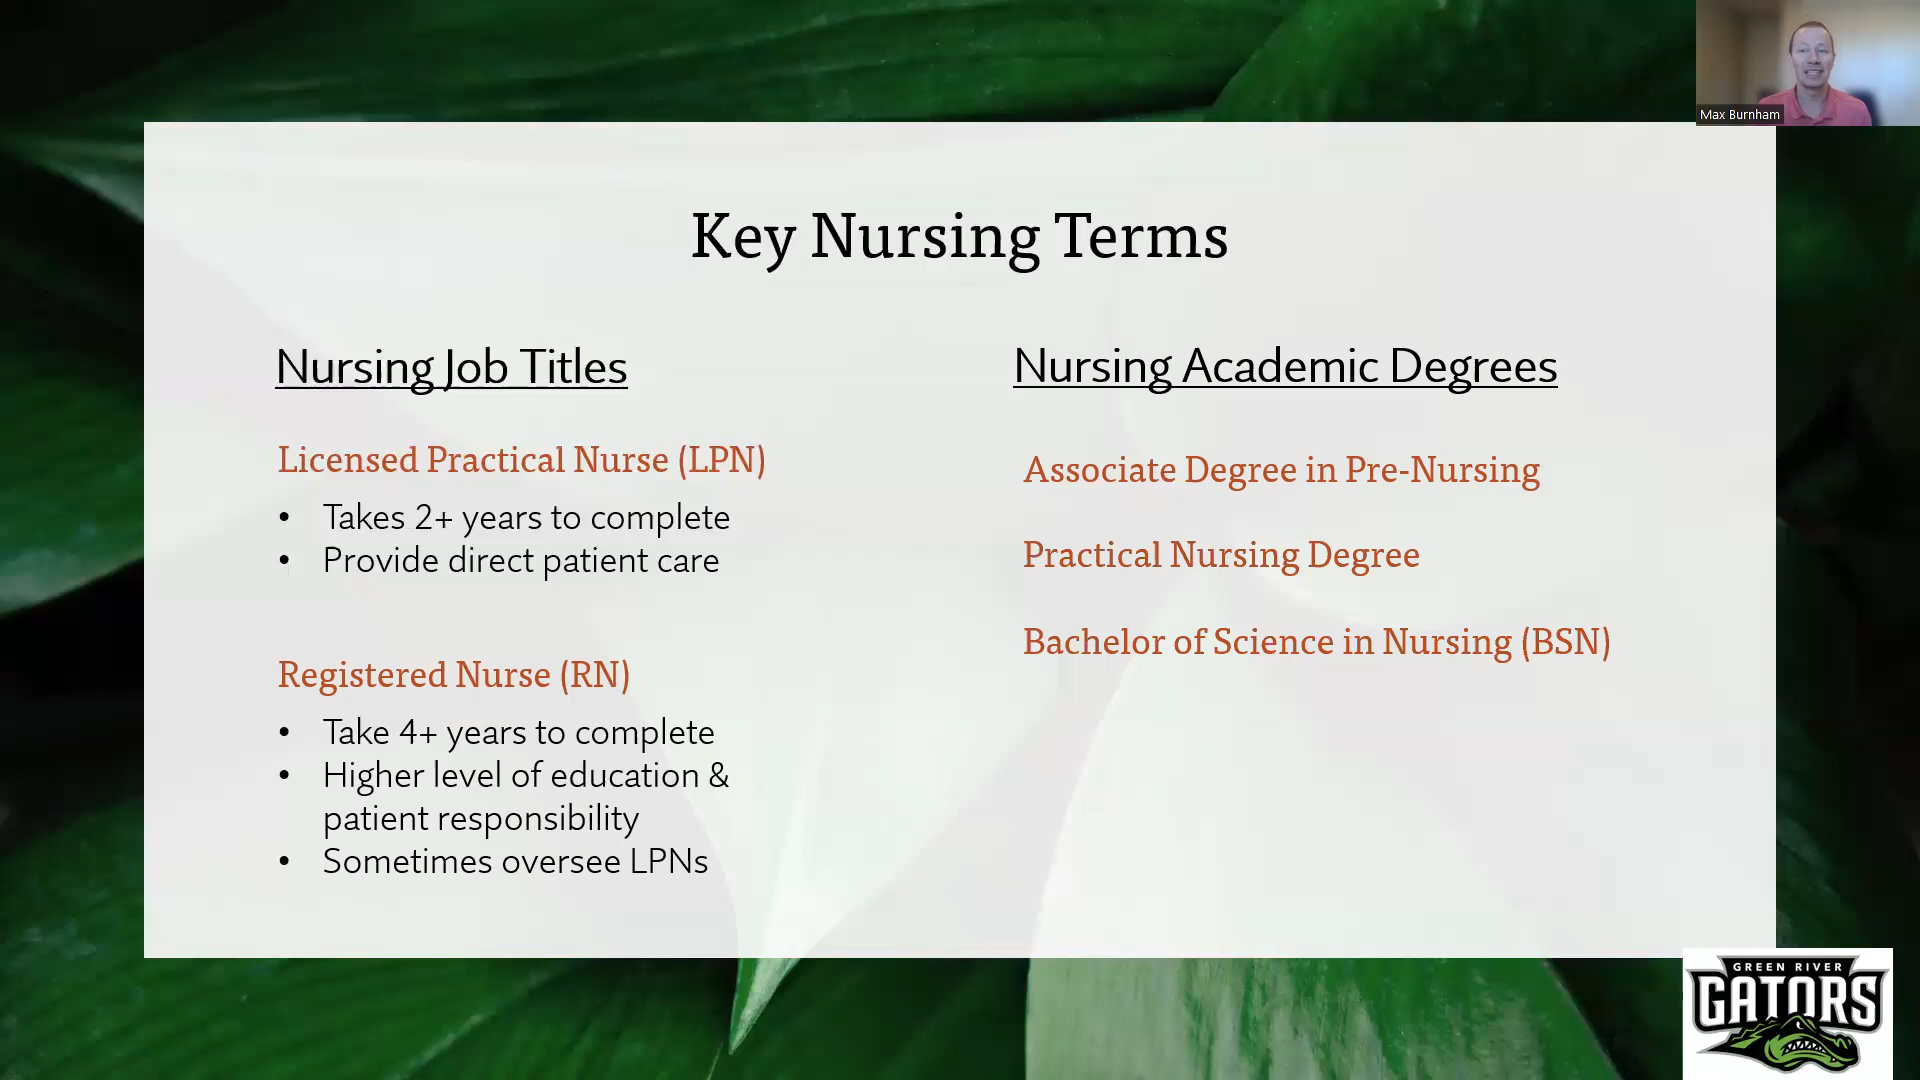 Max Burnham
Key Nursing Terms
Nursing Job Titles
Licensed Practical Nurse (LPN)
• Takes 2+ years to complete
• Provide direct patient care
Registered Nurse (RN)
• Take 4+ years to complete
• Higher level of education &
patient responsibility
• Sometimes oversee LPNs
Nursing Academic Degrees
Associate Degree in Pre-Nursing
Practical Nursing Degree
Bachelor of Science in Nursing (BSN)
GREEN RIVER
GATORS